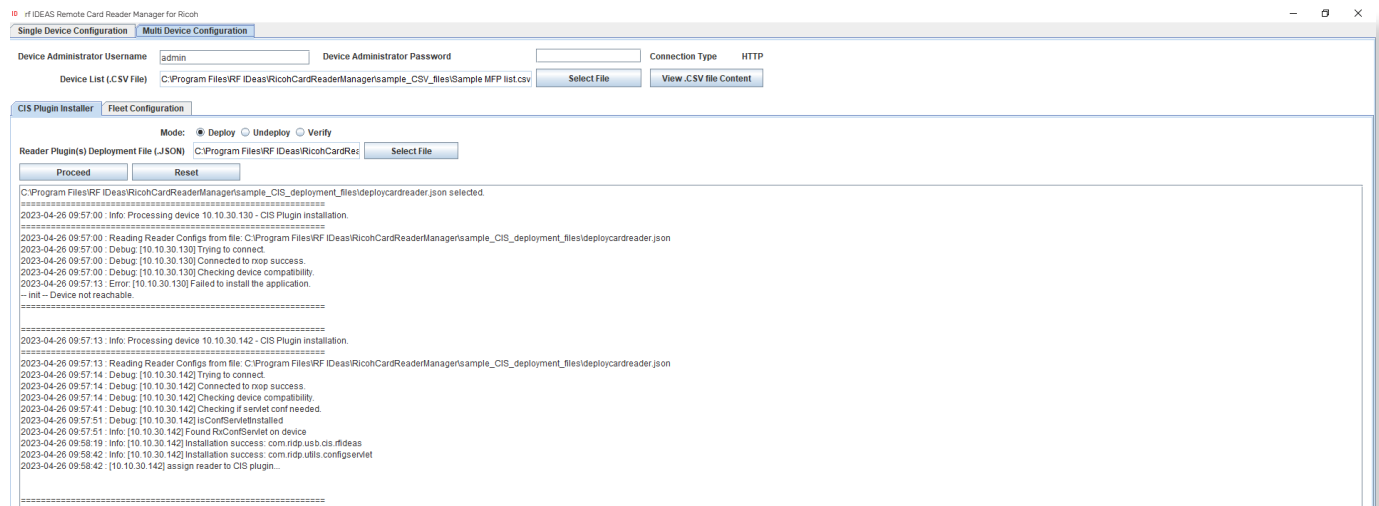 ID rf IDEAS Remote Card Reader Manager for Ricoh
Single Device Configuration Multi Device Configuration
Device Administrator Username admin Device Administrator Password Connection Type HTTP
Device List (.CSV File) C:\Program Files\RF IDeas\RicohCardReaderManager\sample_CSV_files\Sample MFP list.csv Select File View .CSV file Content
CIS Plugin Installer Fleet Configuration
Mode: Deploy Undeploy Verify
Reader Plugin(s) Deployment File (.JSON) C:\Program Files\RF IDeas\RicohCardRea Select File
Proceed Reset
C:\Program Files\RF IDeas\RicohCardReaderManager\sample_CIS_deployment_files\deploycardreader.json selected.
=============================================================
2023-04-26 09:57:00 : Info: Processing device 10.10.30.130 - CIS Plugin installation.
=============================================================
2023-04-26 09:57:00 : Reading Reader Configs from file: C:\Program Files\RF IDeas\RicohCardReaderManager\sample_CIS_deployment_files\deploycardreader.json
2023-04-26 09:57:00 : Debug: [10.10.30.130] Trying to connect.
2023-04-26 09:57:00 : Debug: [10.10.30.130] Connected to rxop success.
2023-04-26 09:57:00 : Debug: [10.10.30.130] Checking device compatibility.
2023-04-26 09:57:13 : Error: [10.10.30.130] Failed to install the application.
-- init -- Device not reachable.
=============================================================
=============================================================
2023-04-26 09:57:13 : Info: Processing device 10.10.30.142 - CIS Plugin installation.
=============================================================
2023-04-26 09:57:13 : Reading Reader Configs from file: C:\Program Files\RF IDeas\RicohCardReaderManager\sample_CIS_deployment_files\deploycardreader.json
2023-04-26 09:57:14 : Debug: [10.10.30.142] Trying to connect.
2023-04-26 09:57:14 : Debug: [10.10.30.142] Connected to rxop success.
2023-04-26 09:57:14 : Debug: [10.10.30.142] Checking device compatibility.
2023-04-26 09:57:41 : Debug: [10.10.30.142] Checking if servlet conf needed.
2023-04-26 09:57:51 : Debug: [10.10.30.142] isConfServletInstalled
2023-04-26 09:57:51 : Info: [10.10.30.142] Found RxConfServlet on device
2023-04-26 09:58:19 : Info: [10.10.30.142] Installation success: com.ridp.usb.cis.rfideas
2023-04-26 09:58:42 : Info: [10.10.30.142] Installation success: com.ridp.utils.configservlet
2023-04-26 09:58:42 : [10.10.30.142] assign reader to CIS plugin...
=============================================================